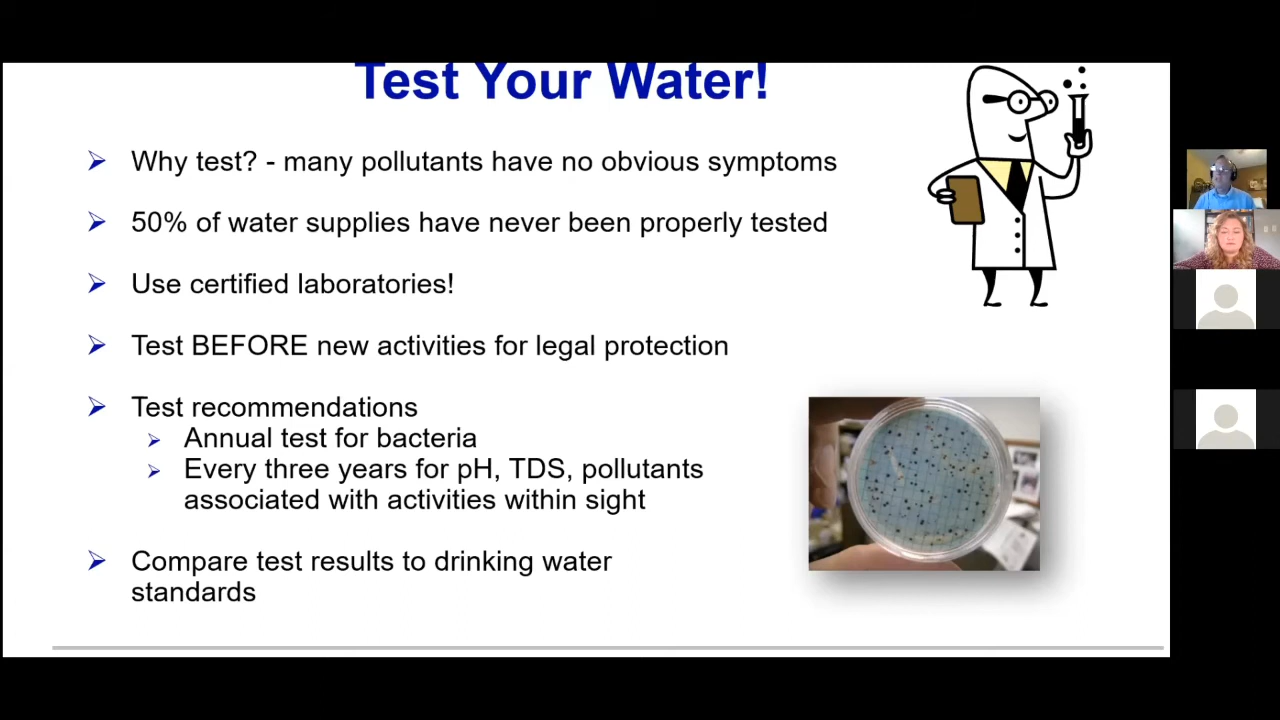 Test Your Water!
Why test? - many pollutants have no obvious symptoms
50% of water supplies have never been properly tested
Use certified laboratories!
Test BEFORE new activities for legal protection
Test recommendations
Annual test for bacteria
Every three years for pH, TDS, pollutants
associated with activities within sight
Compare test results to drinking water
standards